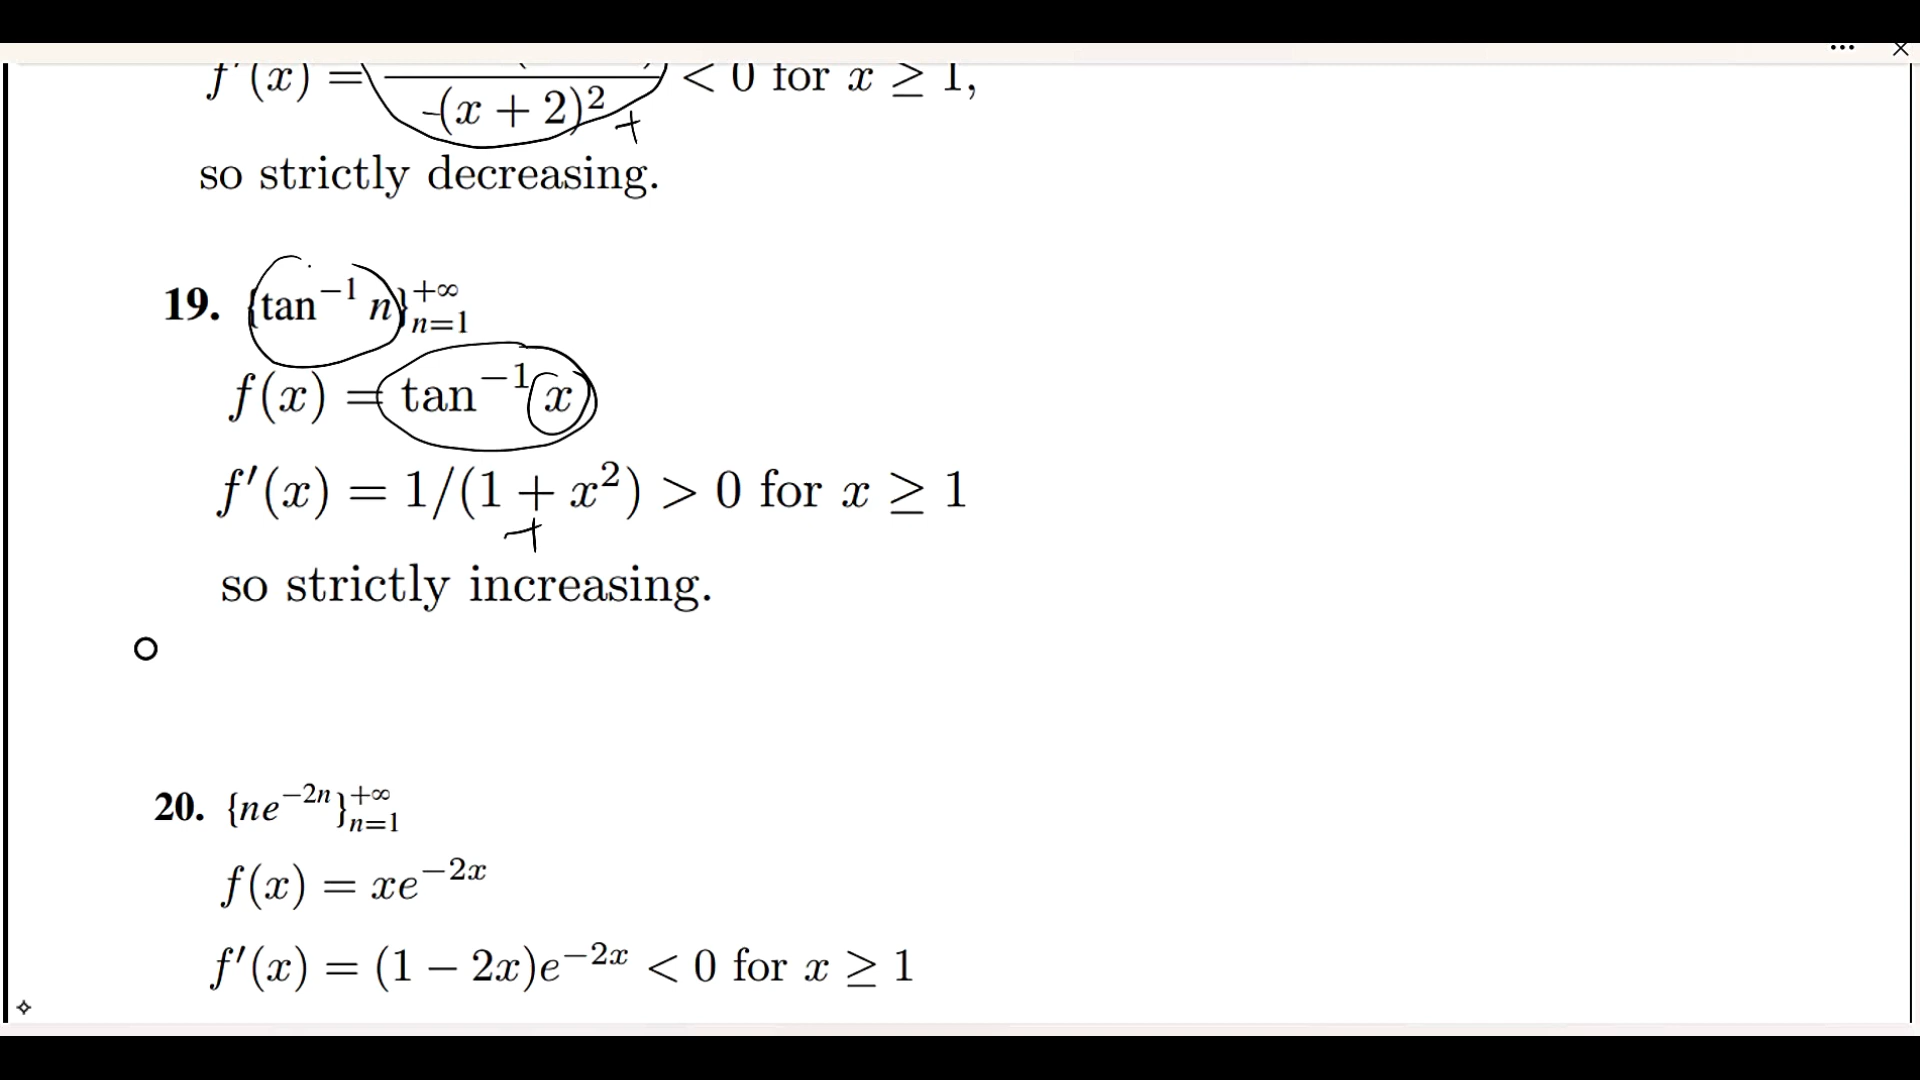 f′(x) = -(x + 2)² < 0 for x ≥ 1,
+
so strictly decreasing.
19. {tan⁻¹ n}ₙ₌₁⁺∞
f(x) = tan⁻¹ x
f′(x) = 1/(1 + x²) > 0 for x ≥ 1
+
so strictly increasing.
20. {ne⁻²ⁿ}ₙ₌₁⁺∞
f(x) = xe⁻²ˣ
f′(x) = (1 − 2x)e⁻²ˣ < 0 for x ≥ 1